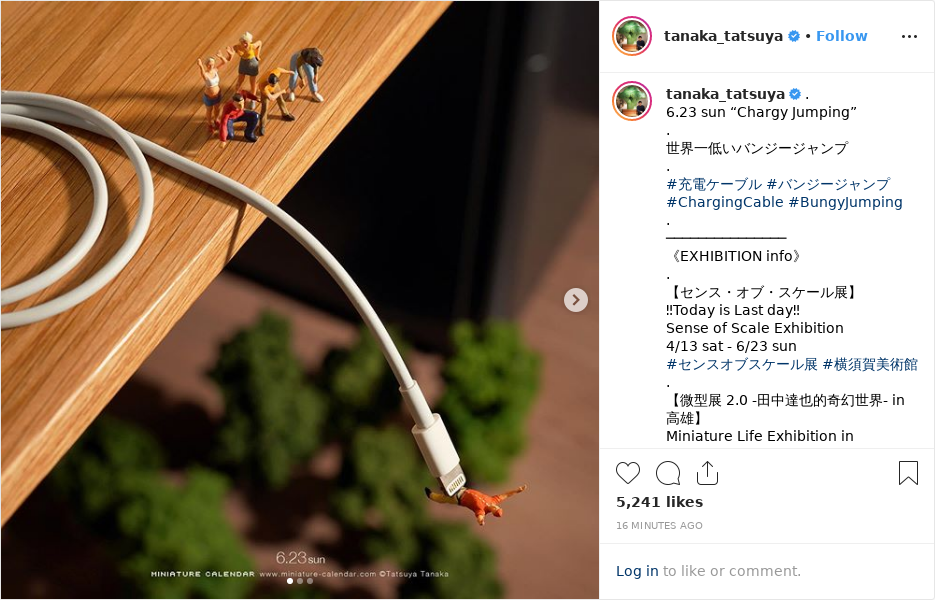 tanaka_tatsuya • Follow
tanaka_tatsuya .
6.23 sun “Chargy Jumping”
.
世界一低いバンジージャンプ
.
#充電ケーブル #バンジージャンプ
#ChargingCable #BungyJumping
.
───────────────
《EXHIBITION info》
.
【センス・オブ・スケール展】
‼Today is Last day‼
Sense of Scale Exhibition
4/13 sat - 6/23 sun
#センスオブスケール展 #横須賀美術館
.
【微型展 2.0 -田中達也的奇幻世界- in
高雄】
Miniature Life Exhibition in
5,241 likes
16 MINUTES AGO
Log in to like or comment.
6.23 sun
MINIATURE CALENDAR www.miniature-calendar.com ©Tatsuya Tanaka